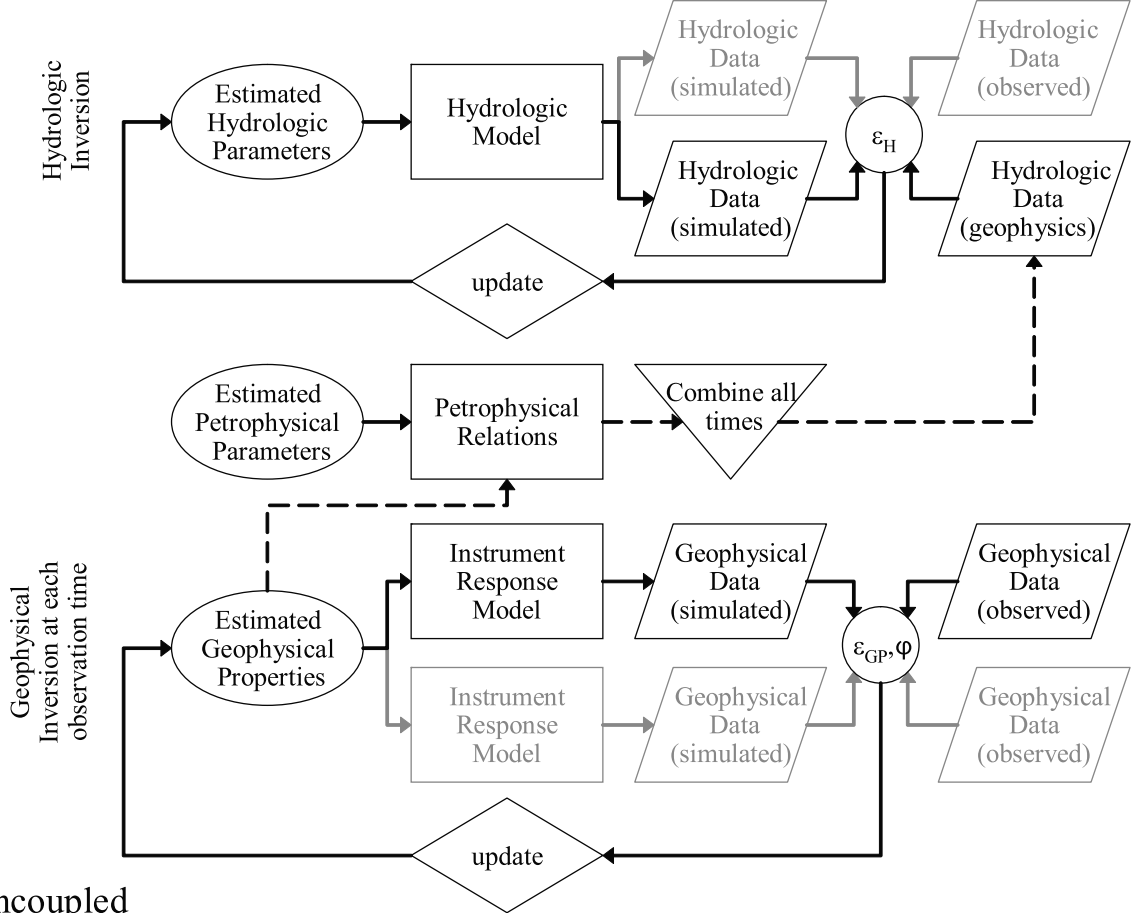 Hydrologic
Inversion
Estimated
Hydrologic
Parameters
Hydrologic
Model
Hydrologic
Data
(simulated)
Hydrologic
Data
(observed)
εH
Hydrologic
Data
(simulated)
Hydrologic
Data
(geophysics)
update
Estimated
Petrophysical
Parameters
Petrophysical
Relations
Combine all
times
Geophysical
Inversion at each
observation time
Estimated
Geophysical
Properties
Instrument
Response
Model
Geophysical
Data
(simulated)
Geophysical
Data
(observed)
εGP,φ
Instrument
Response
Model
Geophysical
Data
(simulated)
Geophysical
Data
(observed)
update
ncoupled